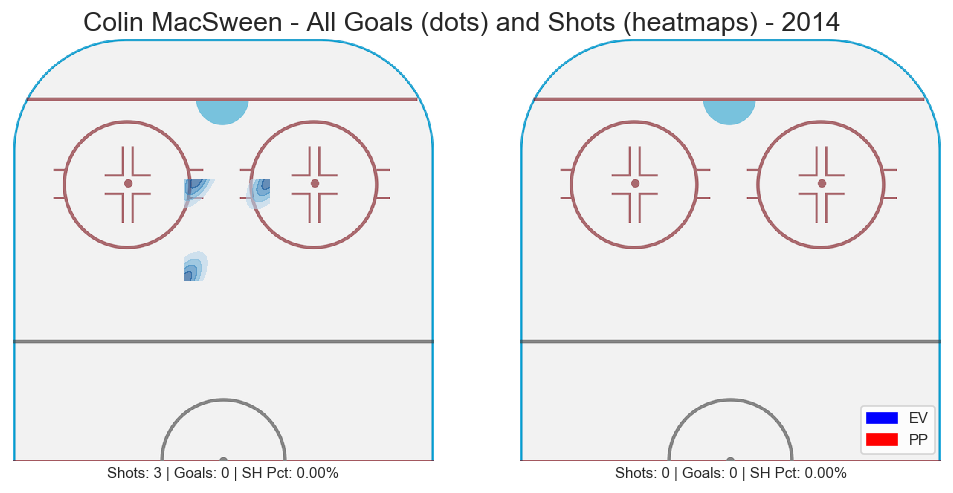 Colin MacSween - All Goals (dots) and Shots (heatmaps) - 2014
EV
PP
Shots: 3 | Goals: 0 | SH Pct: 0.00%
Shots: 0 | Goals: 0 | SH Pct: 0.00%